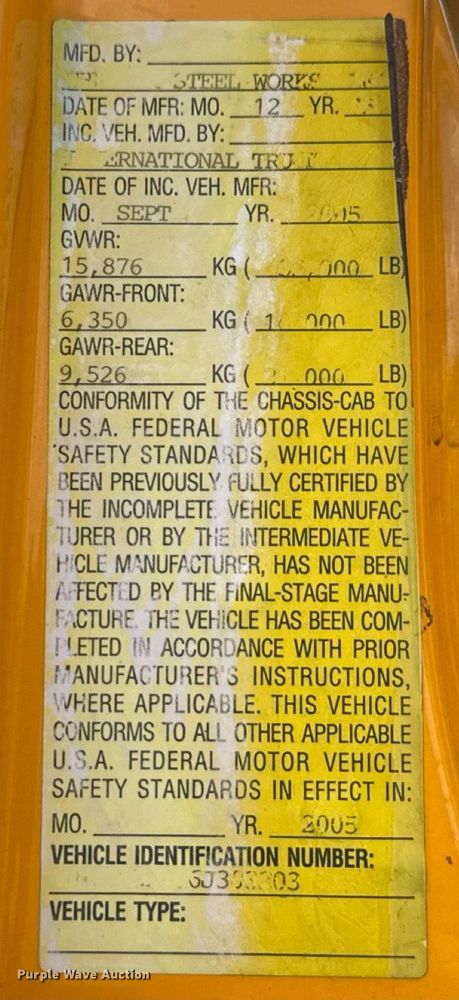 MFD. BY:
STEEL WORKS
DATE OF MFR: MO. 12 YR.
INC. VEH. MFD. BY:
DATE OF INC. VEH. MFR:
MO. SEPT YR. 2005
GVWR:
15,876 KG ( LB)
GAWR-FRONT:
6,350 KG ( LB)
GAWR-REAR:
9,526 KG ( LB)
CONFORMITY OF THE CHASSIS-CAB TO
U.S.A. FEDERAL MOTOR VEHICLE
SAFETY STANDARDS, WHICH HAVE
BEEN PREVIOUSLY FULLY CERTIFIED BY
THE INCOMPLETE VEHICLE MANUFAC-
TURER OR BY THE INTERMEDIATE VE-
HICLE MANUFACTURER, HAS NOT BEEN
AFFECTED BY THE FINAL-STAGE MANU-
FACTURE. THE VEHICLE HAS BEEN COM-
PLETED IN ACCORDANCE WITH PRIOR
MANUFACTURER'S INSTRUCTIONS,
WHERE APPLICABLE. THIS VEHICLE
CONFORMS TO ALL OTHER APPLICABLE
U.S.A. FEDERAL MOTOR VEHICLE
SAFETY STANDARDS IN EFFECT IN:
MO. YR. 2005
VEHICLE IDENTIFICATION NUMBER:
VEHICLE TYPE:
Purple Wave Auction